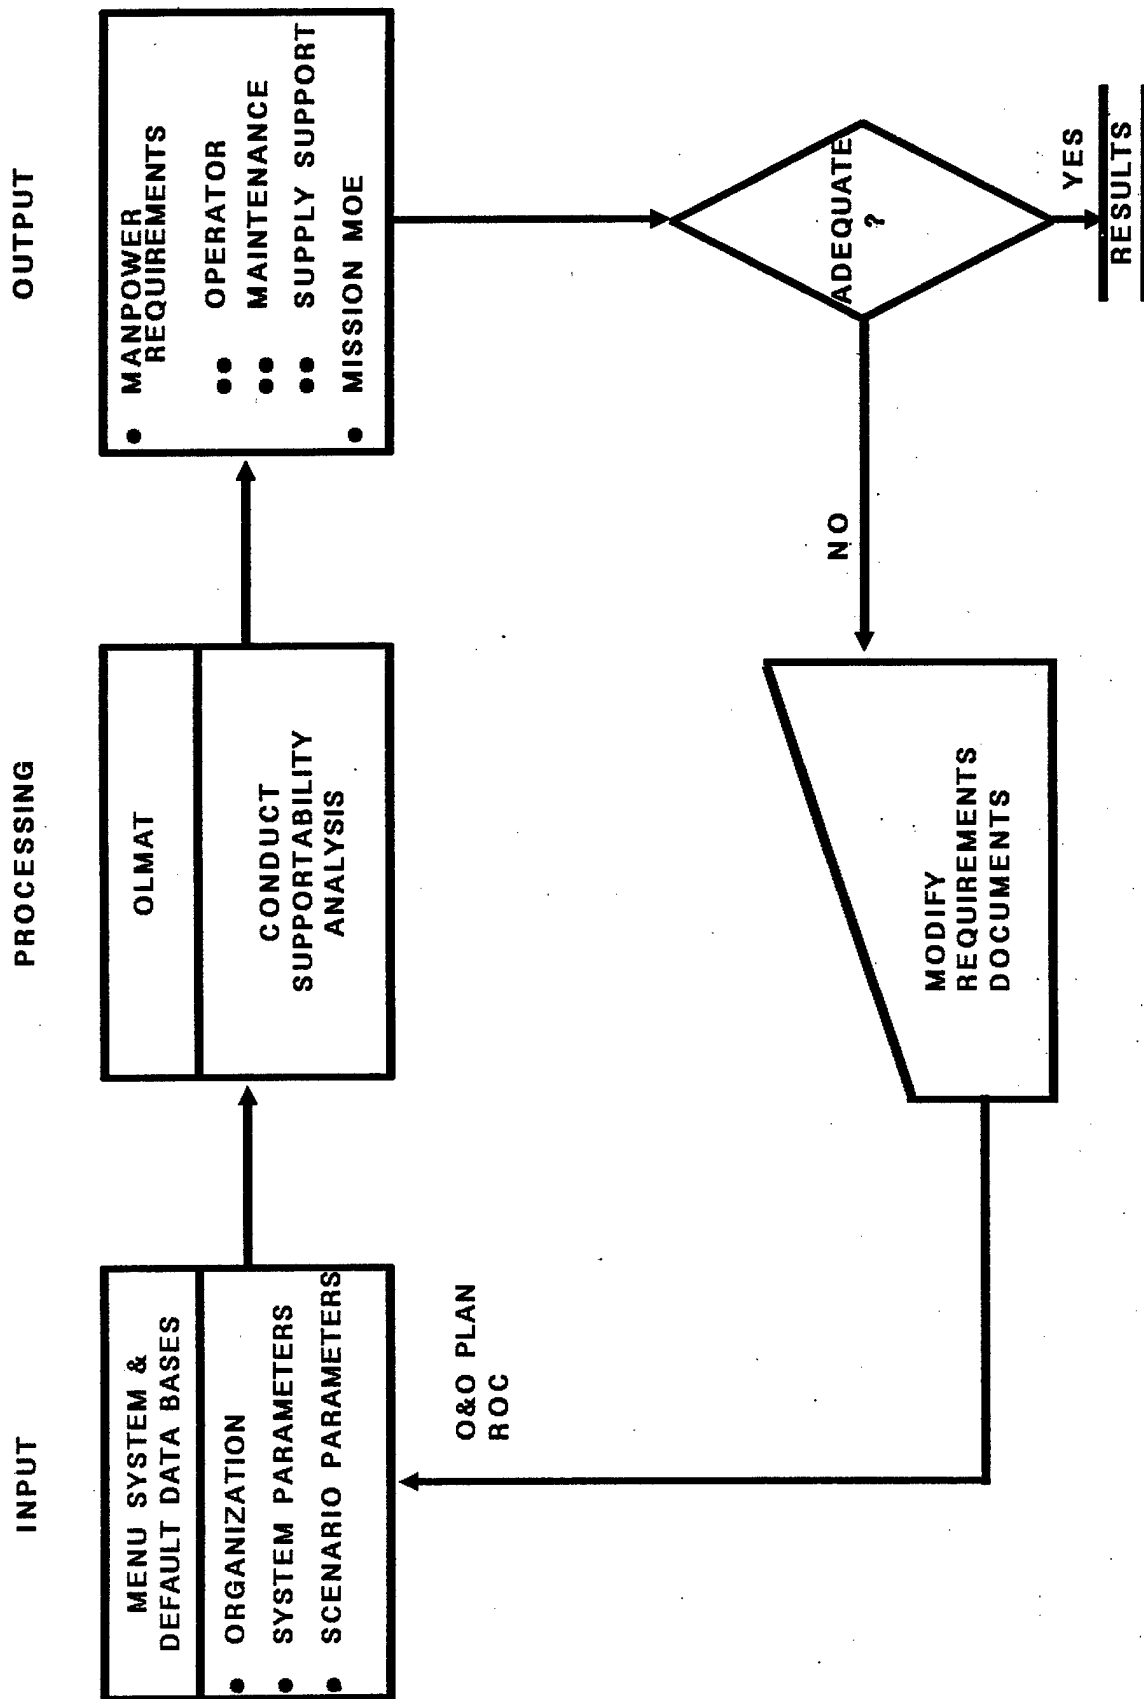 INPUT
PROCESSING
OUTPUT
MENU SYSTEM &
DEFAULT DATA BASES
● ORGANIZATION
● SYSTEM PARAMETERS
● SCENARIO PARAMETERS
OLMAT
CONDUCT
SUPPORTABILITY
ANALYSIS
● MANPOWER
REQUIREMENTS
●● OPERATOR
●● MAINTENANCE
●● SUPPLY SUPPORT
● MISSION MOE
O&O PLAN
ROC
MODIFY
REQUIREMENTS
DOCUMENTS
NO
ADEQUATE
?
YES
RESULTS